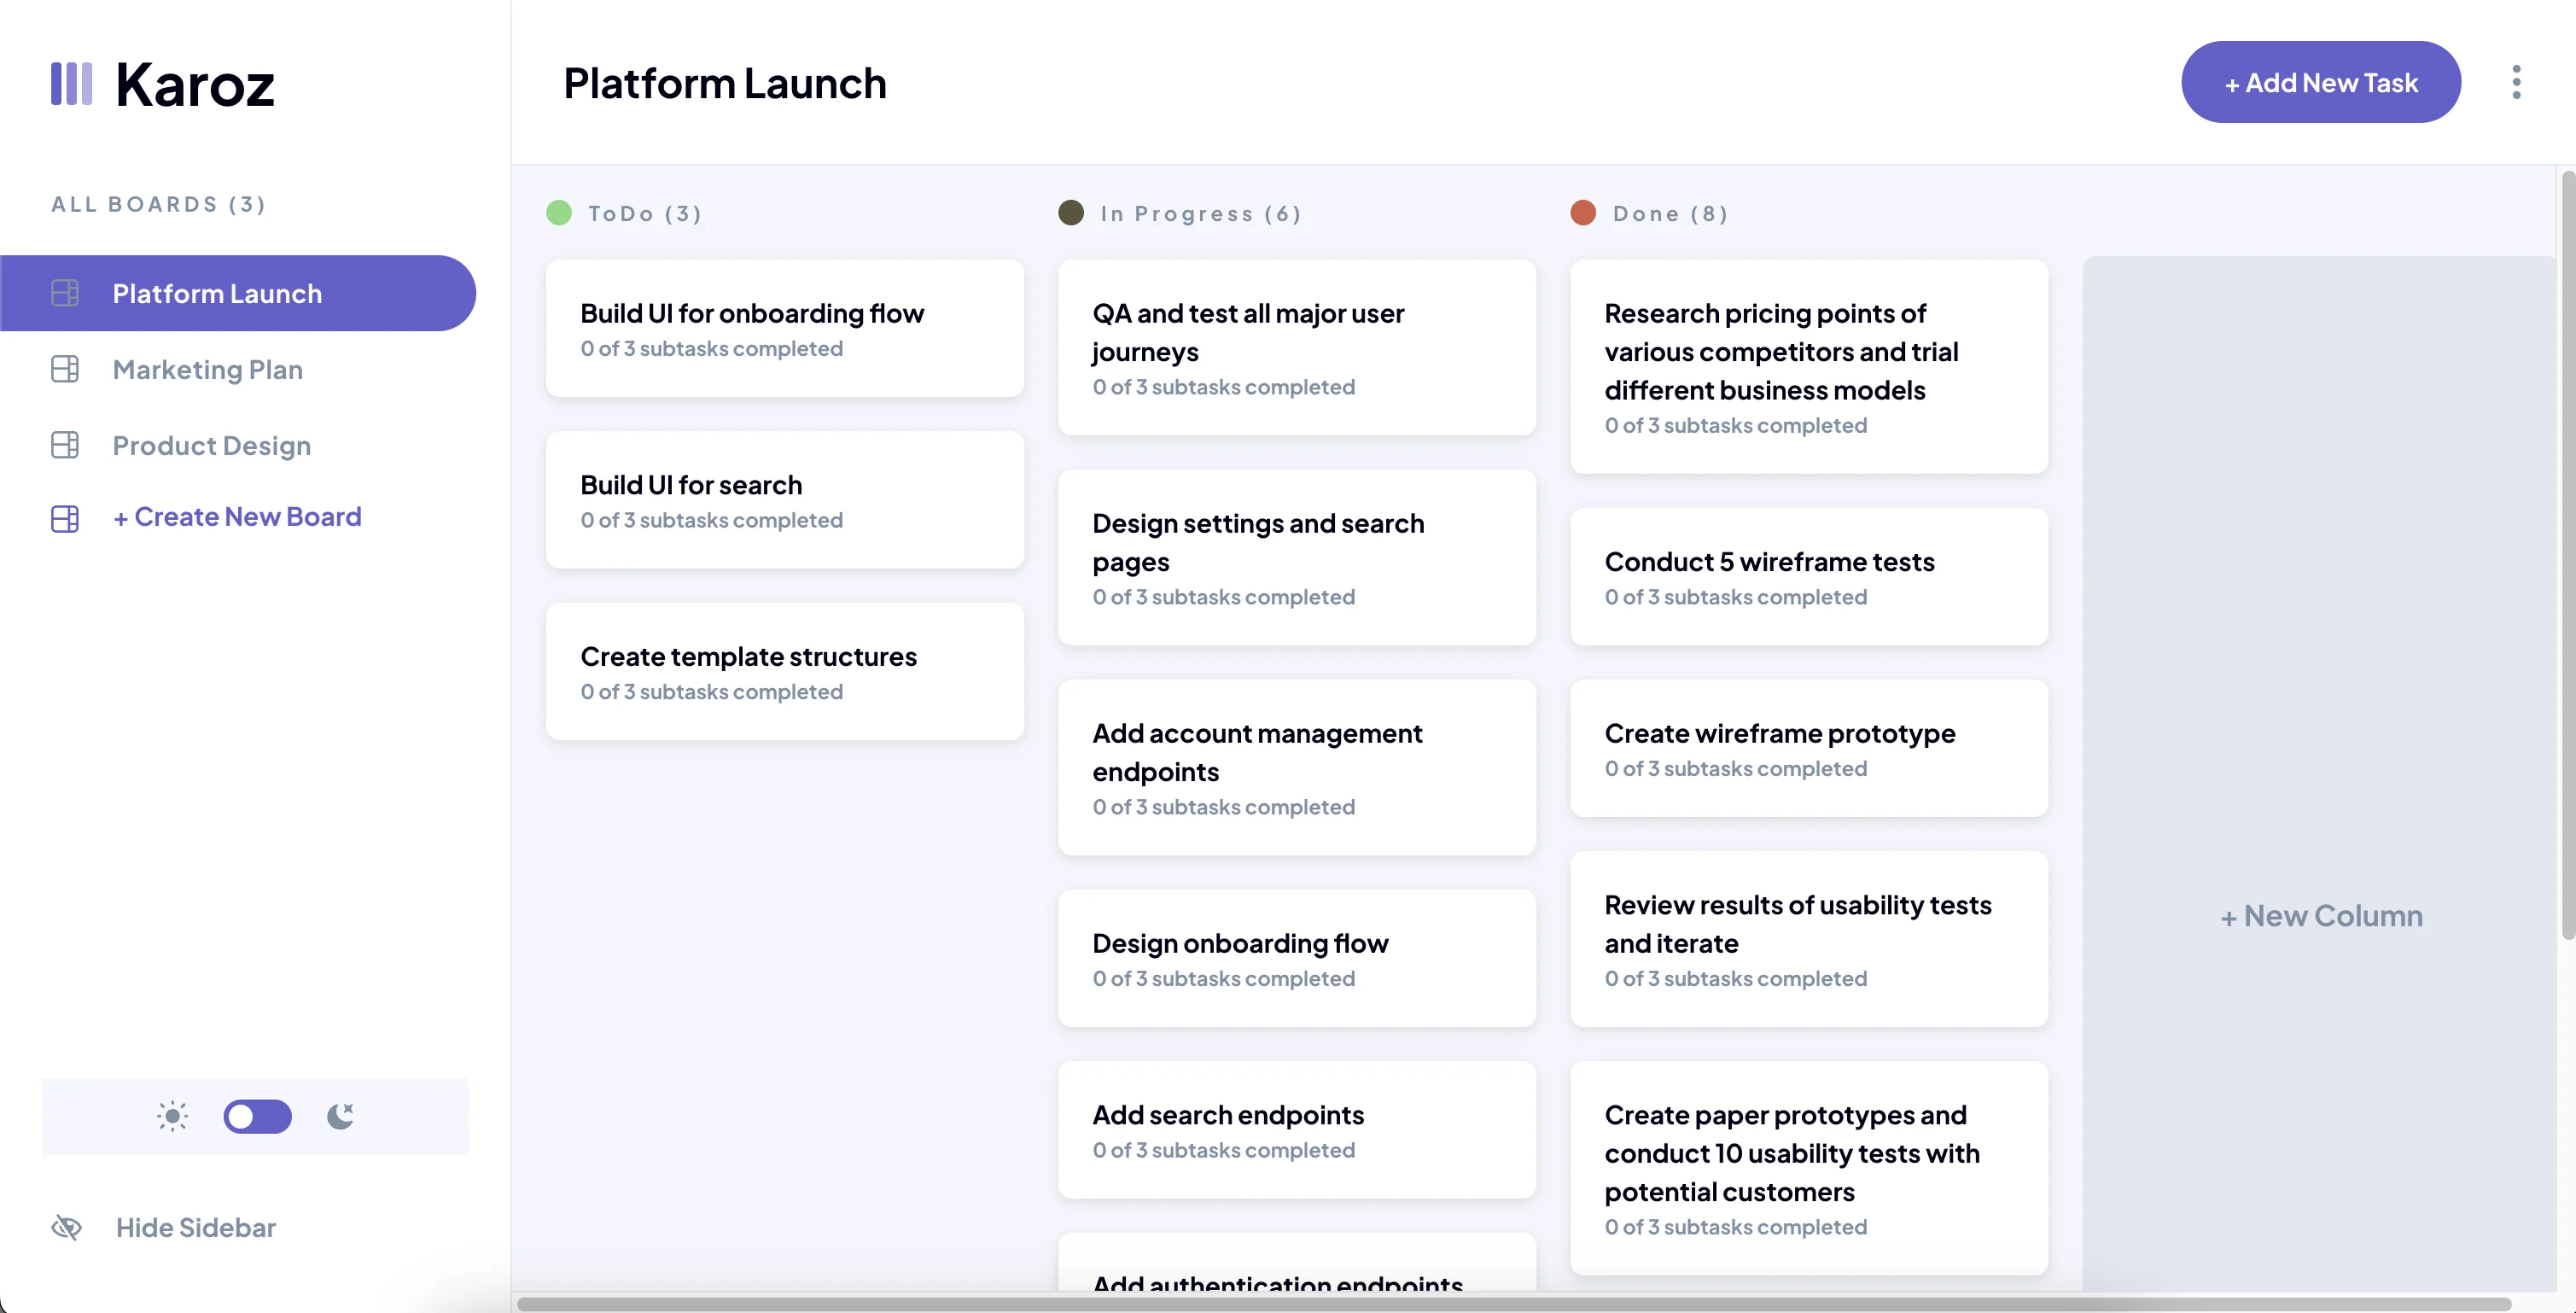 Karoz
ALL BOARDS (3)
Platform Launch
Marketing Plan
Product Design
+ Create New Board
Hide Sidebar
Platform Launch
+ Add New Task
ToDo (3)
Build UI for onboarding flow
0 of 3 subtasks completed
Build UI for search
0 of 3 subtasks completed
Create template structures
0 of 3 subtasks completed
In Progress (6)
QA and test all major user
journeys
0 of 3 subtasks completed
Design settings and search
pages
0 of 3 subtasks completed
Add account management
endpoints
0 of 3 subtasks completed
Design onboarding flow
0 of 3 subtasks completed
Add search endpoints
0 of 3 subtasks completed
Add authentication endpoints
Done (8)
Research pricing points of
various competitors and trial
different business models
0 of 3 subtasks completed
Conduct 5 wireframe tests
0 of 3 subtasks completed
Create wireframe prototype
0 of 3 subtasks completed
Review results of usability tests
and iterate
0 of 3 subtasks completed
Create paper prototypes and
conduct 10 usability tests with
potential customers
0 of 3 subtasks completed
+ New Column